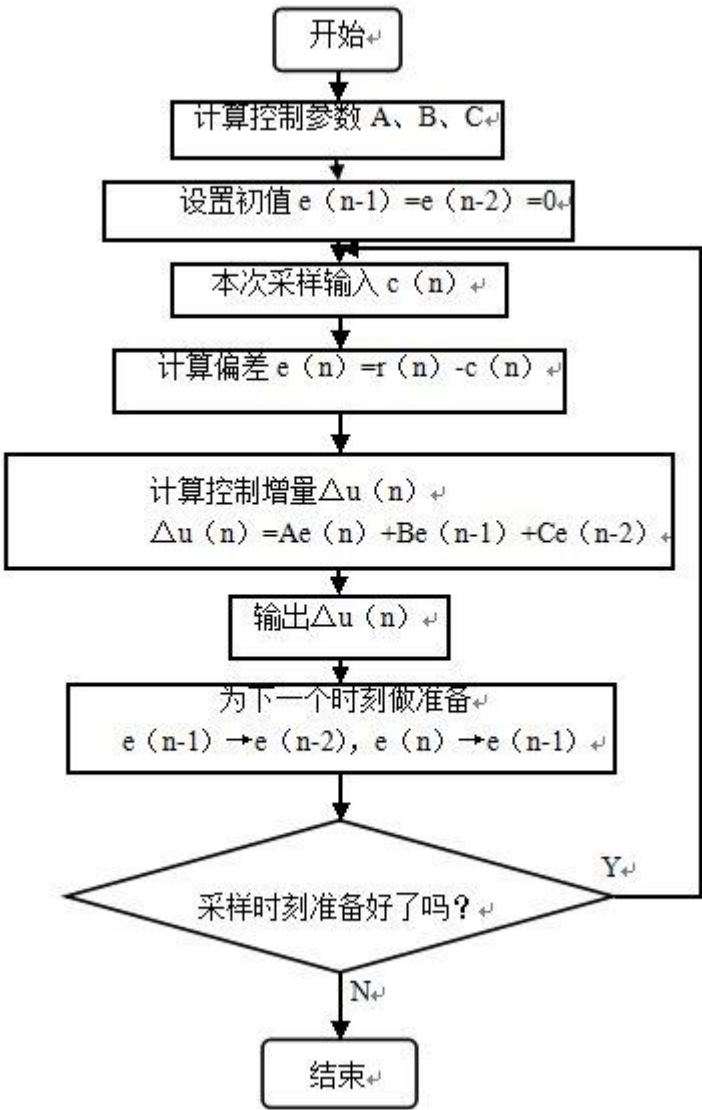 开始
计算控制参数 A、B、C
设置初值 e（n-1）=e（n-2）=0
本次采样输入 c（n）
计算偏差 e（n）=r（n）-c（n）
计算控制增量△u（n）
△u（n）=Ae（n）+Be（n-1）+Ce（n-2）
输出△u（n）
为下一个时刻做准备
e（n-1）→e（n-2），e（n）→e（n-1）
Y
采样时刻准备好了吗？
N
结束